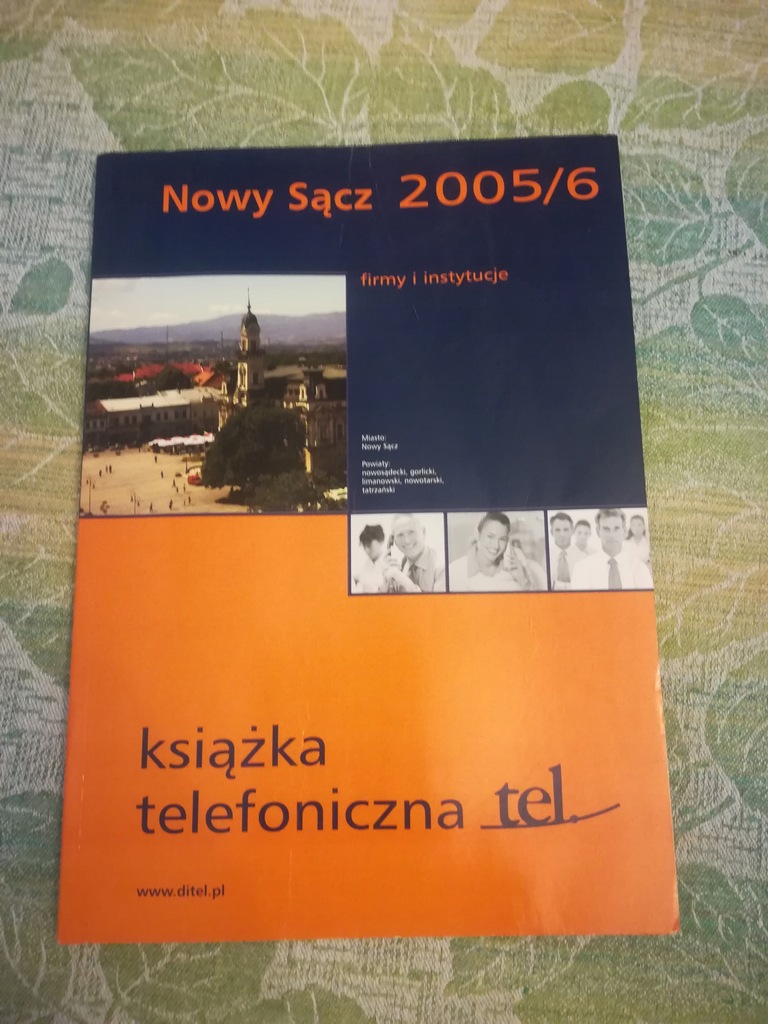 Nowy Sącz 2005/6
firmy i instytucje
Miasto:
Nowy Sącz
Powiaty:
nowosądecki, gorlicki,
limanowski, nowotarski,
tatrzański
książka
telefoniczna tel.
www.ditel.pl